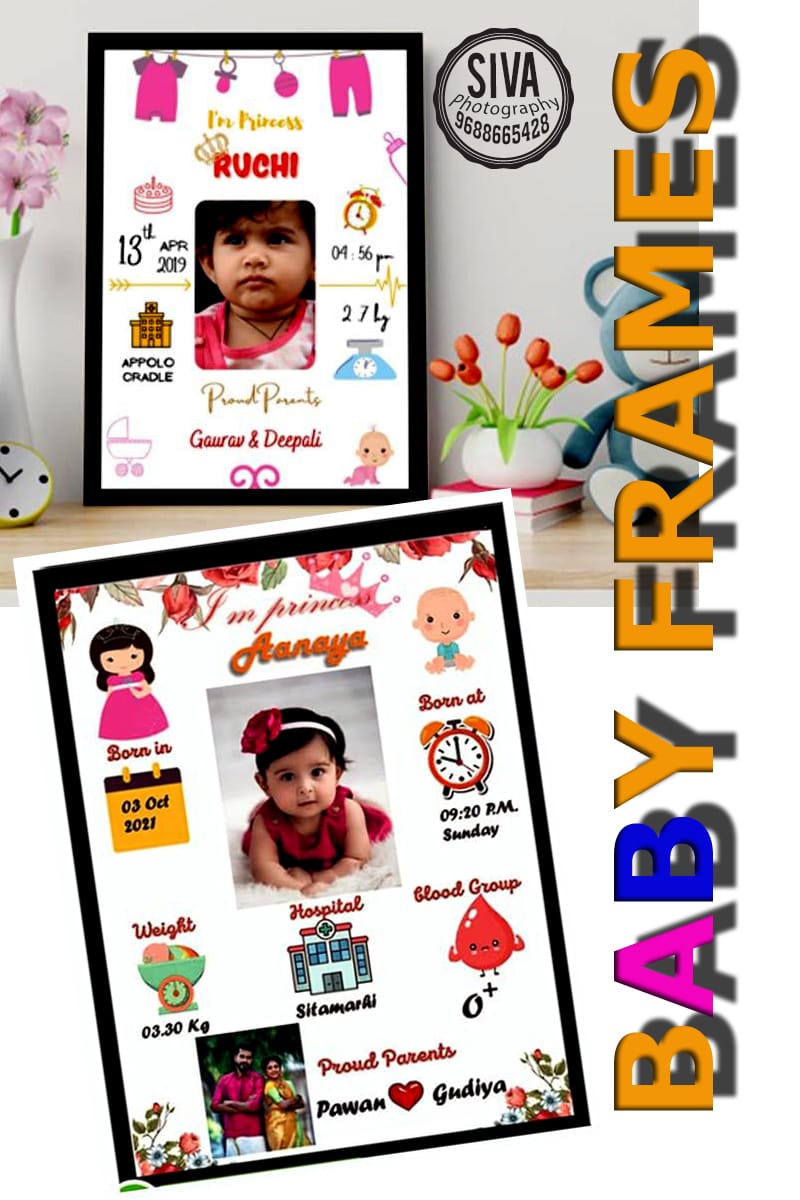 SIVA
Photography
9688665428
I'm Princess
RUCHI
13th APR
2019
04:56 pm
2.7 kg
APPOLO
CRADLE
Proud Parents
Gaurav & Deepali
I'm princess
Aanaya
Born in
03 Oct
2021
Born at
09:20 P.M.
Sunday
Weight
03.30 Kg
Hospital
Sitamarhi
Blood Group
O+
Proud Parents
Pawan Gudiya
BABY FRAMES